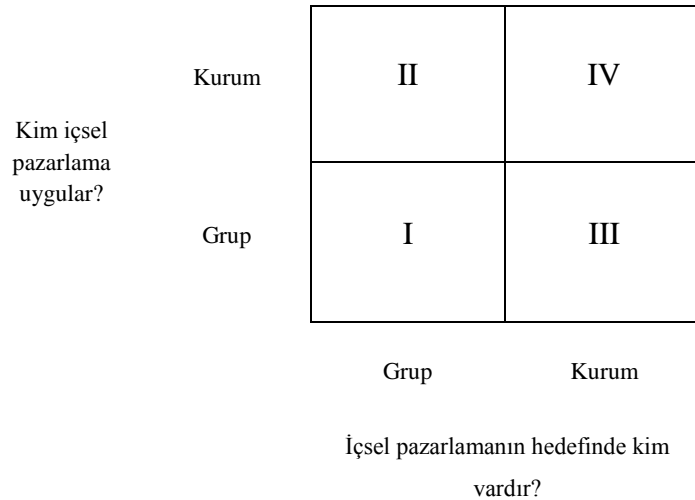 Kurum
II
IV
Kim içsel
pazarlama
uygular?
Grup
I
III
Grup
Kurum
İçsel pazarlamanın hedefinde kim
vardır?